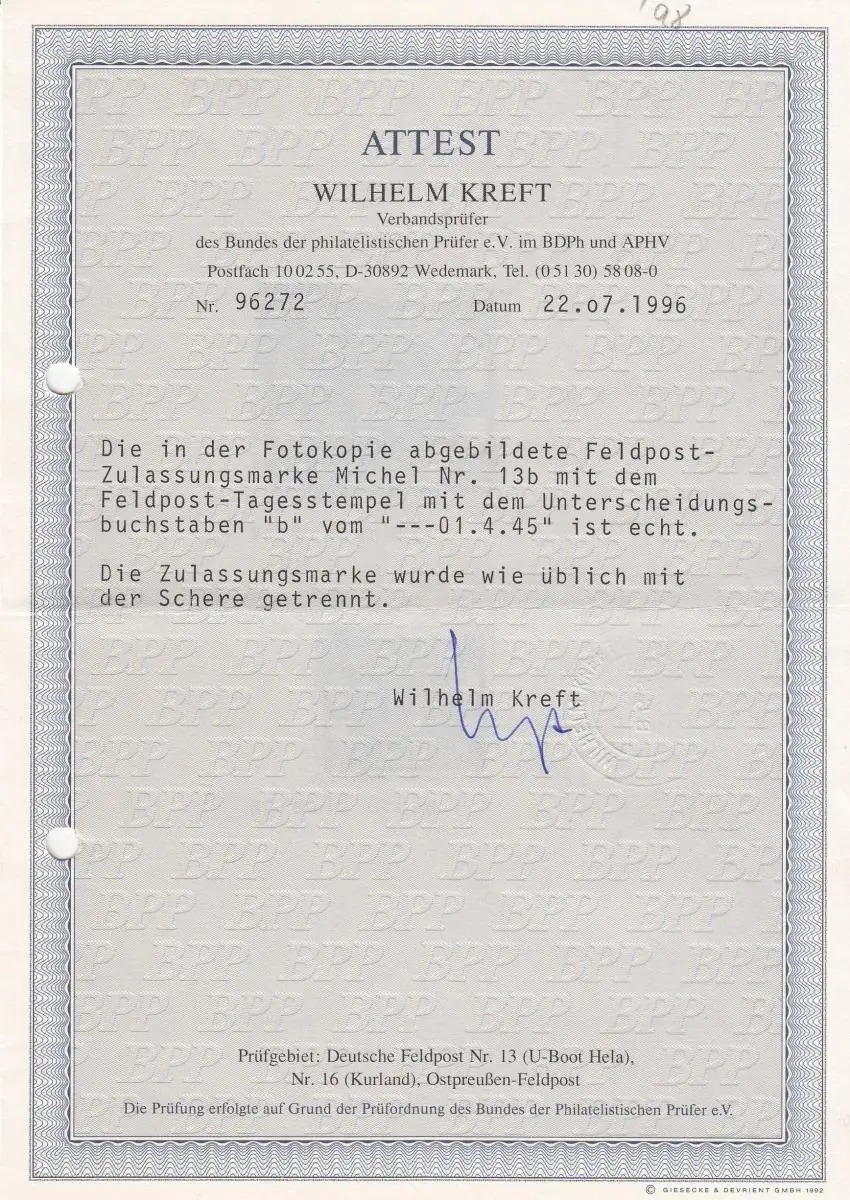 '98
ATTEST
WILHELM KREFT
Verbandsprüfer
des Bundes der philatelistischen Prüfer e.V. im BDPh und APHV
Postfach 10 02 55, D-30892 Wedemark, Tel. (0 51 30) 58 08-0
Nr. 96272 Datum 22.o7.1996
Die in der Fotokopie abgebildete Feldpost-
Zulassungsmarke Michel Nr. 13b mit dem
Feldpost-Tagesstempel mit dem Unterscheidungs-
buchstaben "b" vom "---01.4.45" ist echt.
Die Zulassungsmarke wurde wie üblich mit
der Schere getrennt.
Wilhelm Kreft
Prüfgebiet: Deutsche Feldpost Nr. 13 (U-Boot Hela),
Nr. 16 (Kurland), Ostpreußen-Feldpost
Die Prüfung erfolgte auf Grund der Prüfordnung des Bundes der Philatelistischen Prüfer e.V.
© GIESECKE & DEVRIENT GMBH 1992